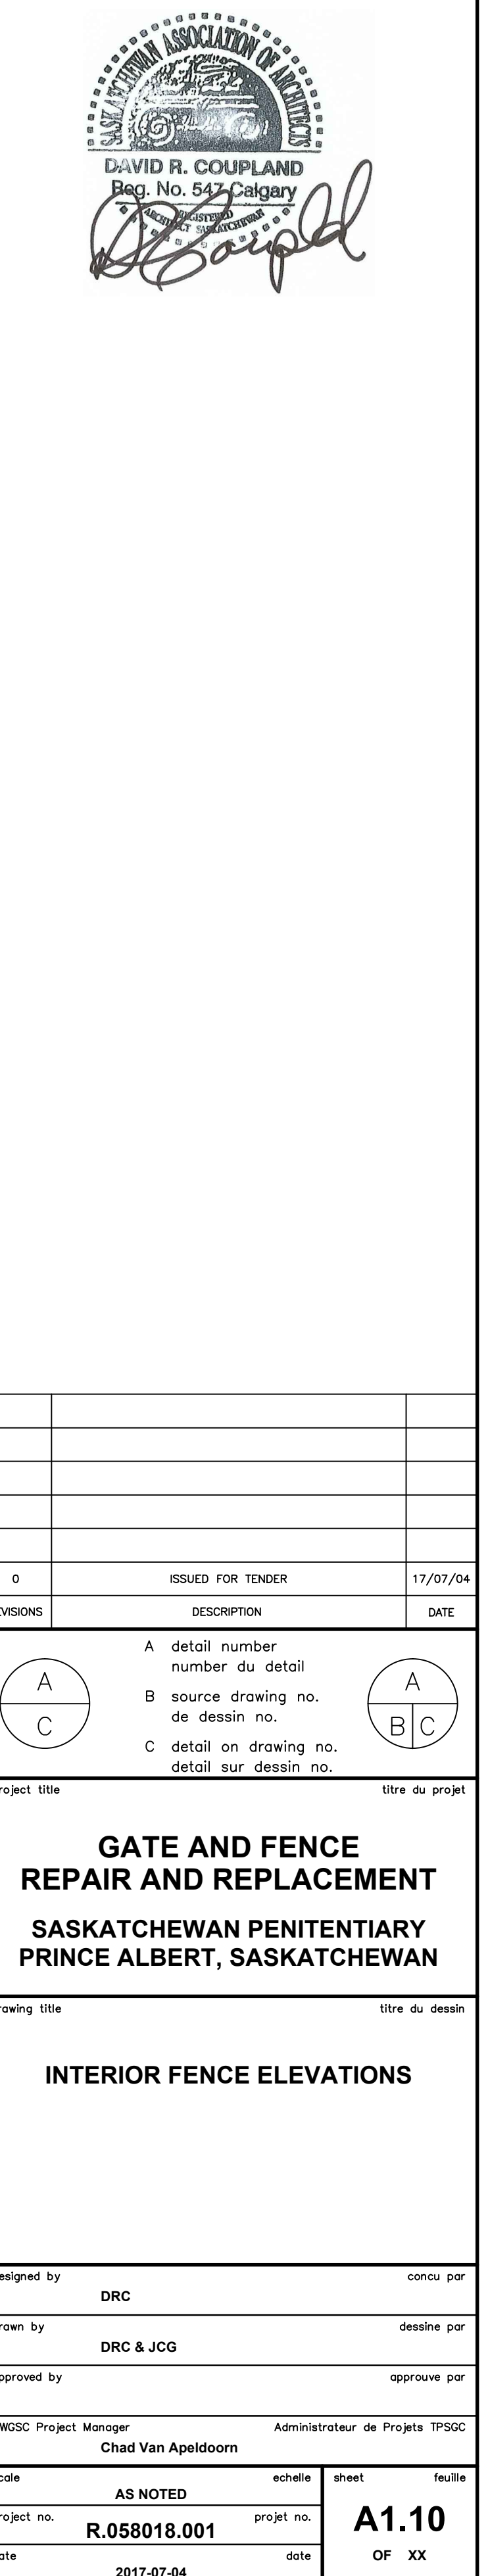 SASKATCHEWAN ASSOCIATION OF ARCHITECTS
DAVID R. COUPLAND
Reg. No. 547 Calgary
REGISTERED
ARCHITECT SASKATCHEWAN
0 ISSUED FOR TENDER 17/07/04
VISIONS DESCRIPTION DATE
A detail number
number du detail
B source drawing no.
de dessin no.
C detail on drawing no.
detail sur dessin no.
A
C
A
B C
roject title titre du projet
GATE AND FENCE
REPAIR AND REPLACEMENT
SASKATCHEWAN PENITENTIARY
PRINCE ALBERT, SASKATCHEWAN
rawing title titre du dessin
INTERIOR FENCE ELEVATIONS
esigned by concu par
DRC
rawn by dessine par
DRC & JCG
pproved by approuve par
WGSC Project Manager Administrateur de Projets TPSGC
Chad Van Apeldoorn
cale echelle
AS NOTED
roject no. projet no.
R.058018.001
ate date
2017-07-04
sheet feuille
A1.10
OF XX